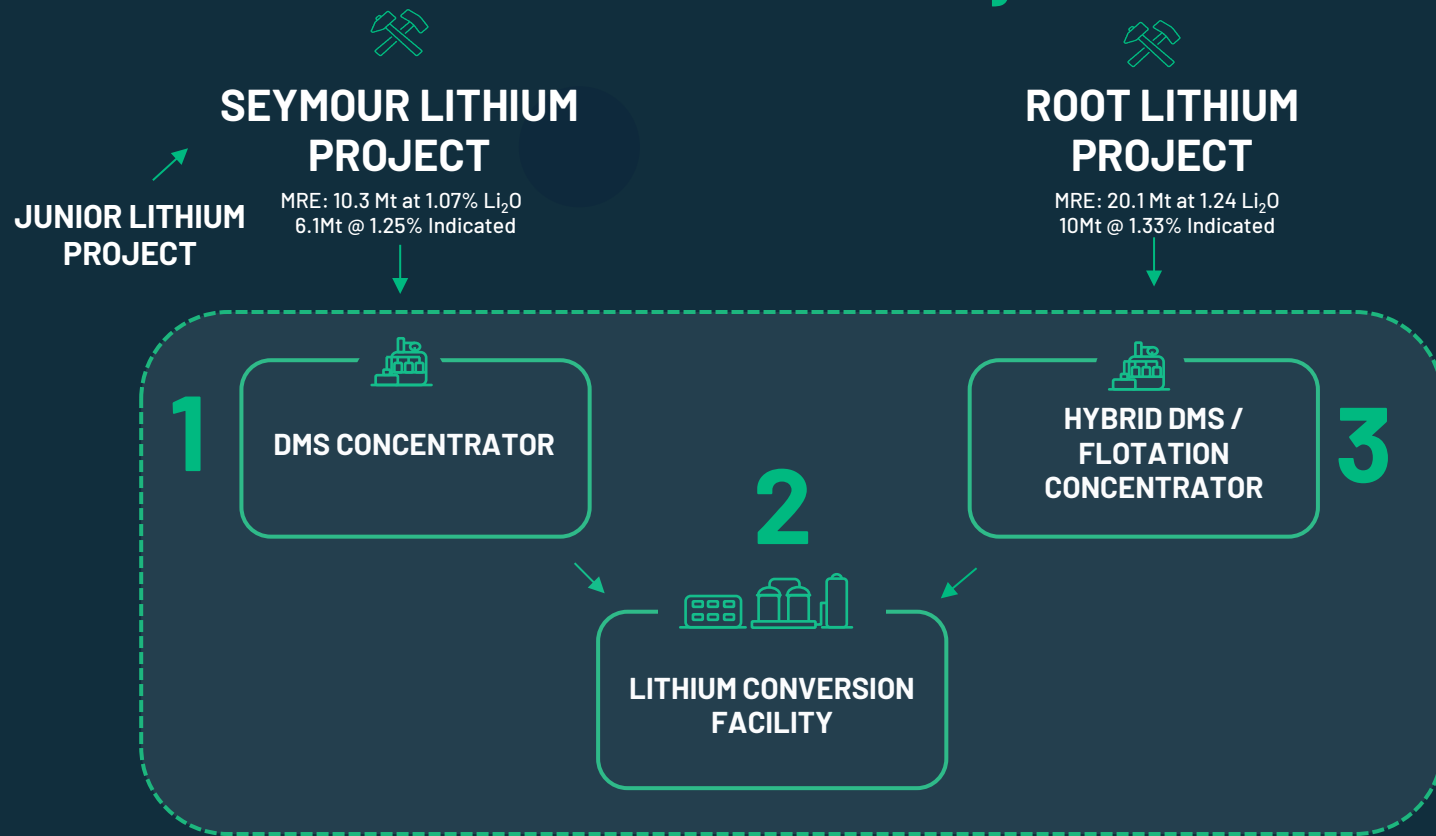 SEYMOUR LITHIUM
PROJECT
MRE: 10.3 Mt at 1.07% Li₂O
6.1Mt @ 1.25% Indicated
JUNIOR LITHIUM
PROJECT
ROOT LITHIUM
PROJECT
MRE: 20.1 Mt at 1.24 Li₂O
10Mt @ 1.33% Indicated
1
DMS CONCENTRATOR
2
LITHIUM CONVERSION
FACILITY
HYBRID DMS /
FLOTATION
CONCENTRATOR
3